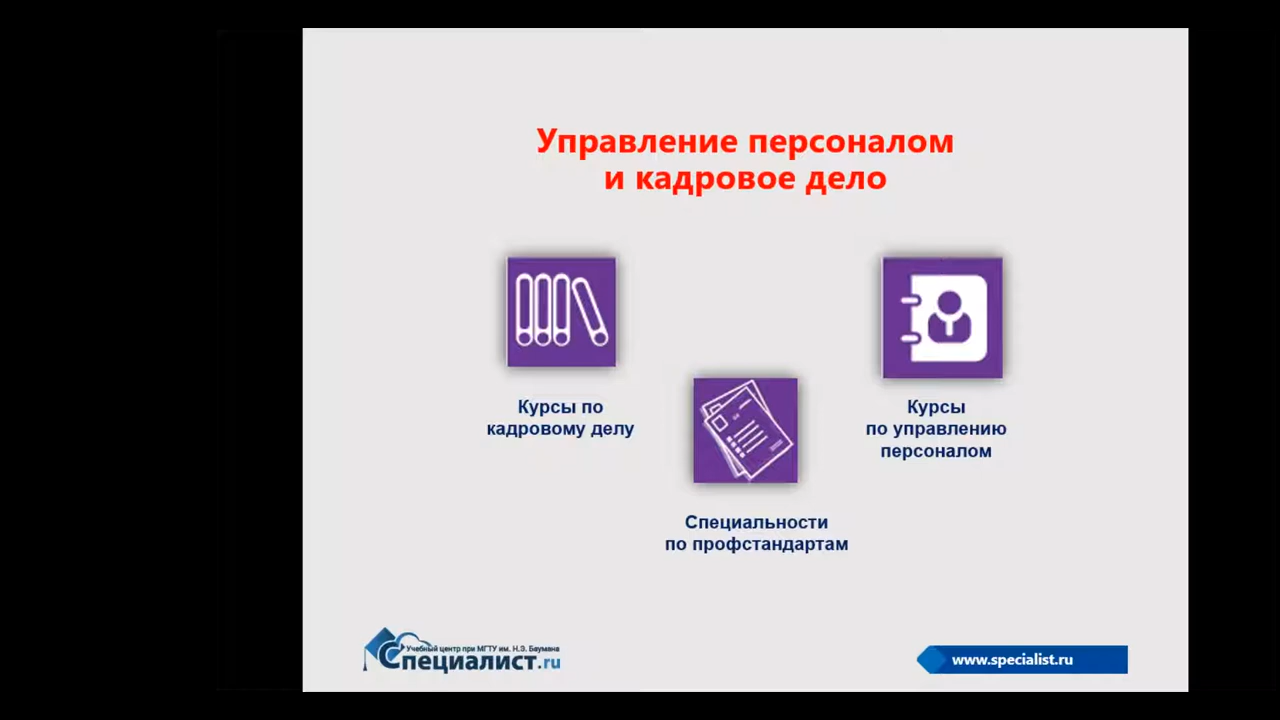 Управление персоналом
и кадровое дело
Курсы по
кадровому делу
Курсы
по управлению
персоналом
Специальности
по профстандартам
Учебный центр при МГТУ им. Н.Э. Баумана
Специалист.ru
www.specialist.ru